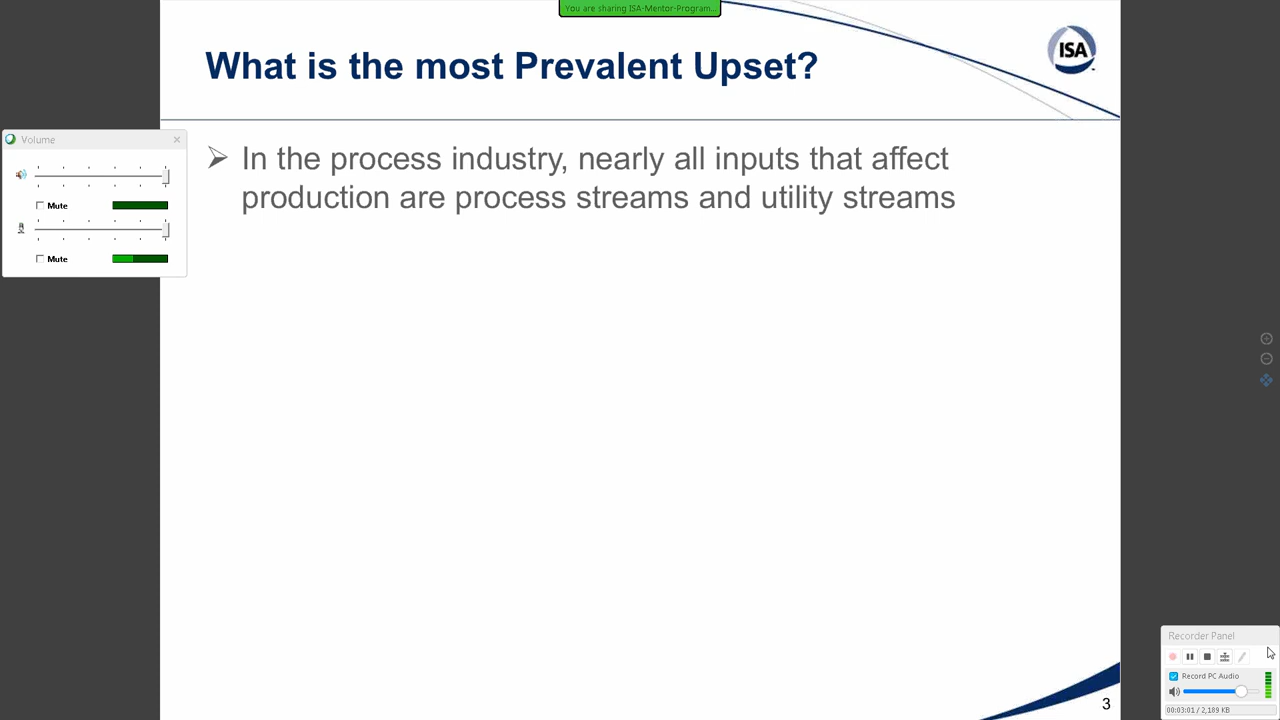 You are sharing ISA-Mentor-Program...
What is the most Prevalent Upset?
ISA
Volume
Mute
Mute
In the process industry, nearly all inputs that affect
production are process streams and utility streams
Recorder Panel
Record PC Audio
00:03:01 / 2,189 KB
3